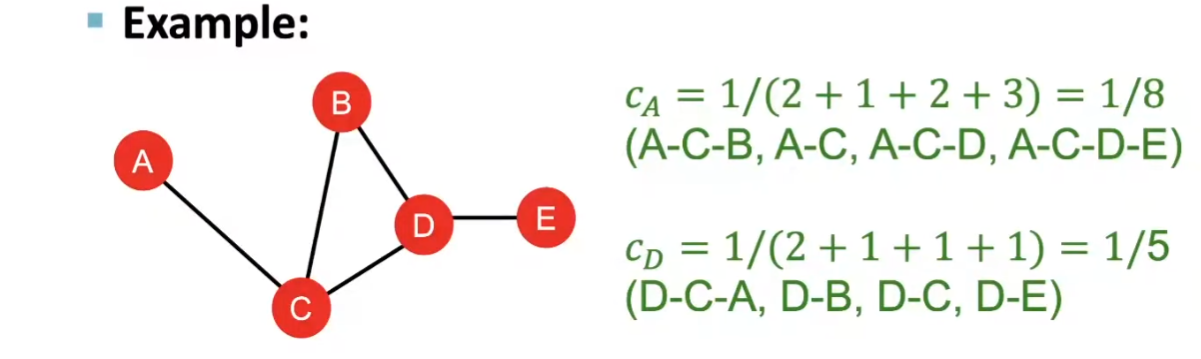 Example:
A
B
C
D
E
c_A = 1/(2 + 1 + 2 + 3) = 1/8
(A-C-B, A-C, A-C-D, A-C-D-E)
c_D = 1/(2 + 1 + 1 + 1) = 1/5
(D-C-A, D-B, D-C, D-E)